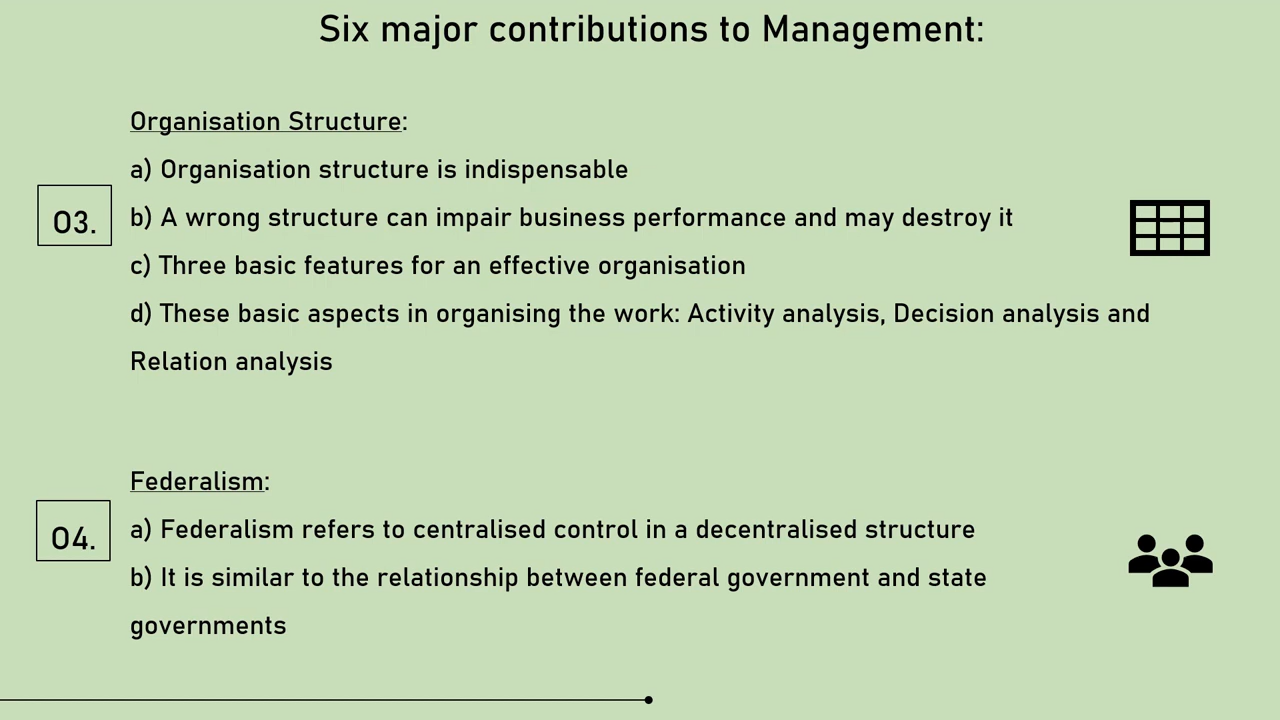 Six major contributions to Management:
Organisation Structure:
a) Organisation structure is indispensable
03.
b) A wrong structure can impair business performance and may destroy it
c) Three basic features for an effective organisation
d) These basic aspects in organising the work: Activity analysis, Decision analysis and
Relation analysis
Federalism:
04.
a) Federalism refers to centralised control in a decentralised structure
b) It is similar to the relationship between federal government and state
governments